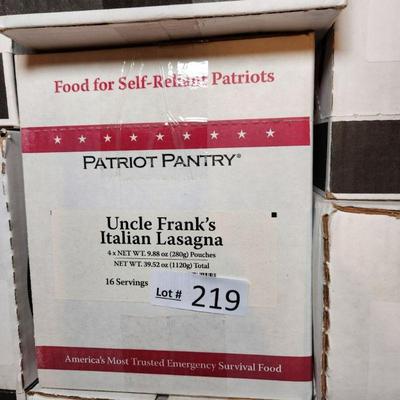 Food for Self-Reliant Patriots
PATRIOT PANTRY®
Uncle Frank's
Italian Lasagna
4 x NET WT. 9.88 oz (280g) Pouches
NET WT. 39.52 oz (1120g) Total
16 Servings
Lot # 219
America's Most Trusted Emergency Survival Food